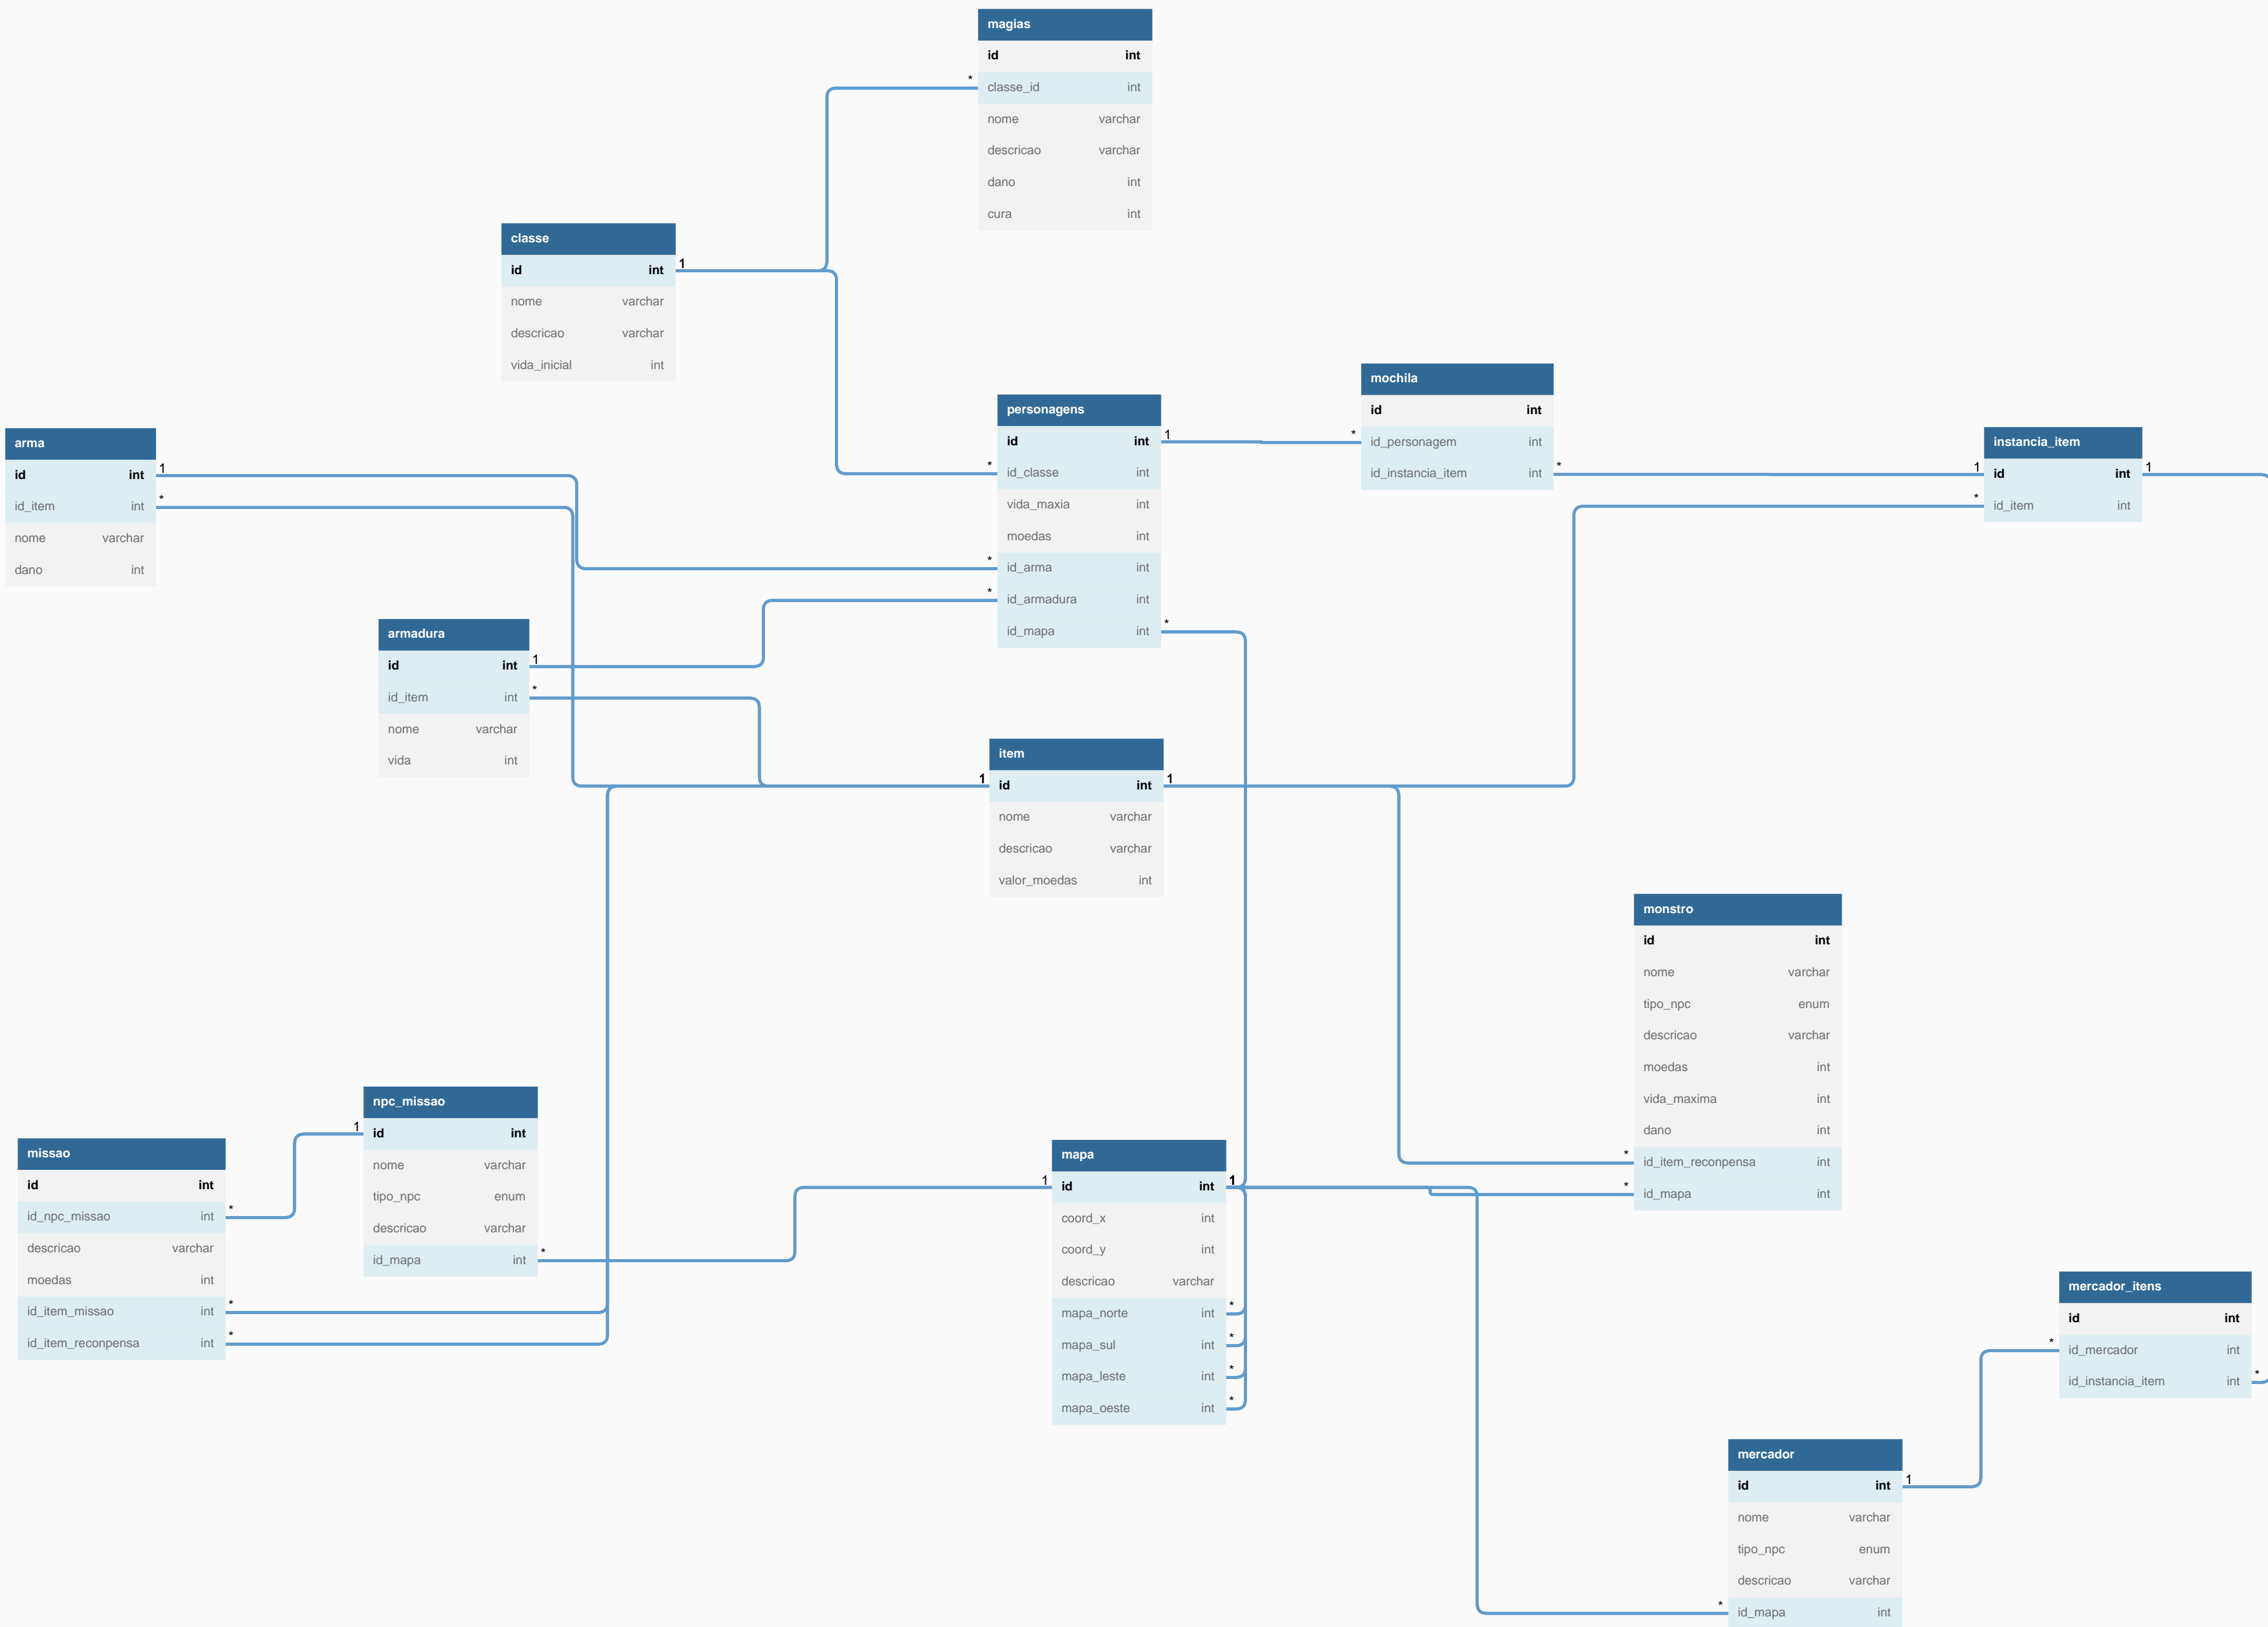 magias
id int
classe_id int
nome varchar
descricao varchar
dano int
cura int
classe
id int
nome varchar
descricao varchar
vida_inicial int
mochila
id int
id_personagem int
id_instancia_item int
personagens
id int
id_classe int
vida_maxia int
moedas int
id_arma int
id_armadura int
id_mapa int
arma
id int
id_item int
nome varchar
dano int
instancia_item
id int
id_item int
armadura
id int
id_item int
nome varchar
vida int
item
id int
nome varchar
descricao varchar
valor_moedas int
monstro
id int
nome varchar
tipo_npc enum
descricao varchar
moedas int
vida_maxima int
dano int
id_item_reconpensa int
id_mapa int
npc_missao
id int
nome varchar
tipo_npc enum
descricao varchar
id_mapa int
missao
id int
id_npc_missao int
descricao varchar
moedas int
id_item_missao int
id_item_reconpensa int
mapa
id int
coord_x int
coord_y int
descricao varchar
mapa_norte int
mapa_sul int
mapa_leste int
mapa_oeste int
mercador_itens
id int
id_mercador int
id_instancia_item int
mercador
id int
nome varchar
tipo_npc enum
descricao varchar
id_mapa int